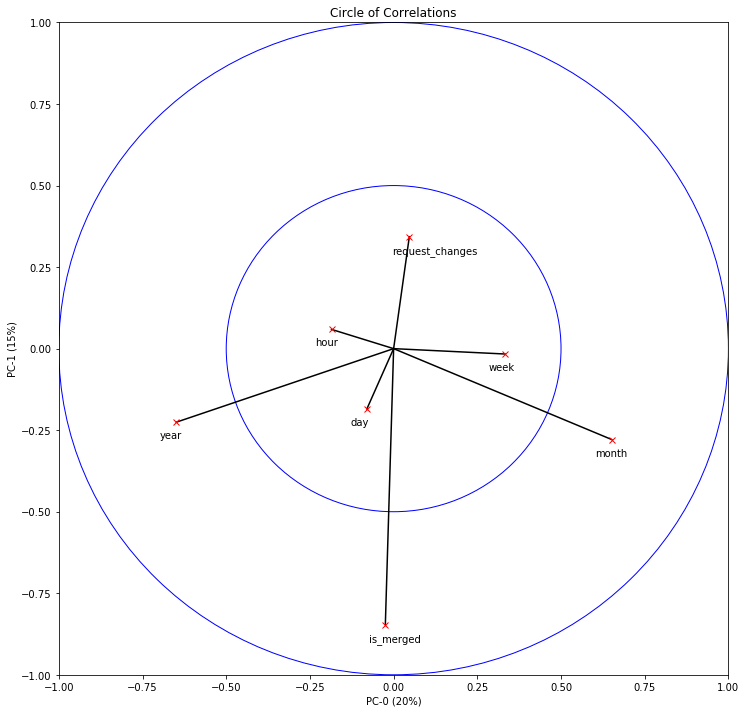 Circle of Correlations
1.00
0.75
0.50
0.25
0.00
−0.25
−0.50
−0.75
−1.00
PC-1 (15%)
request_changes
hour
week
day
year
month
is_merged
−1.00
−0.75
−0.50
−0.25
0.00
0.25
0.50
0.75
1.00
PC-0 (20%)